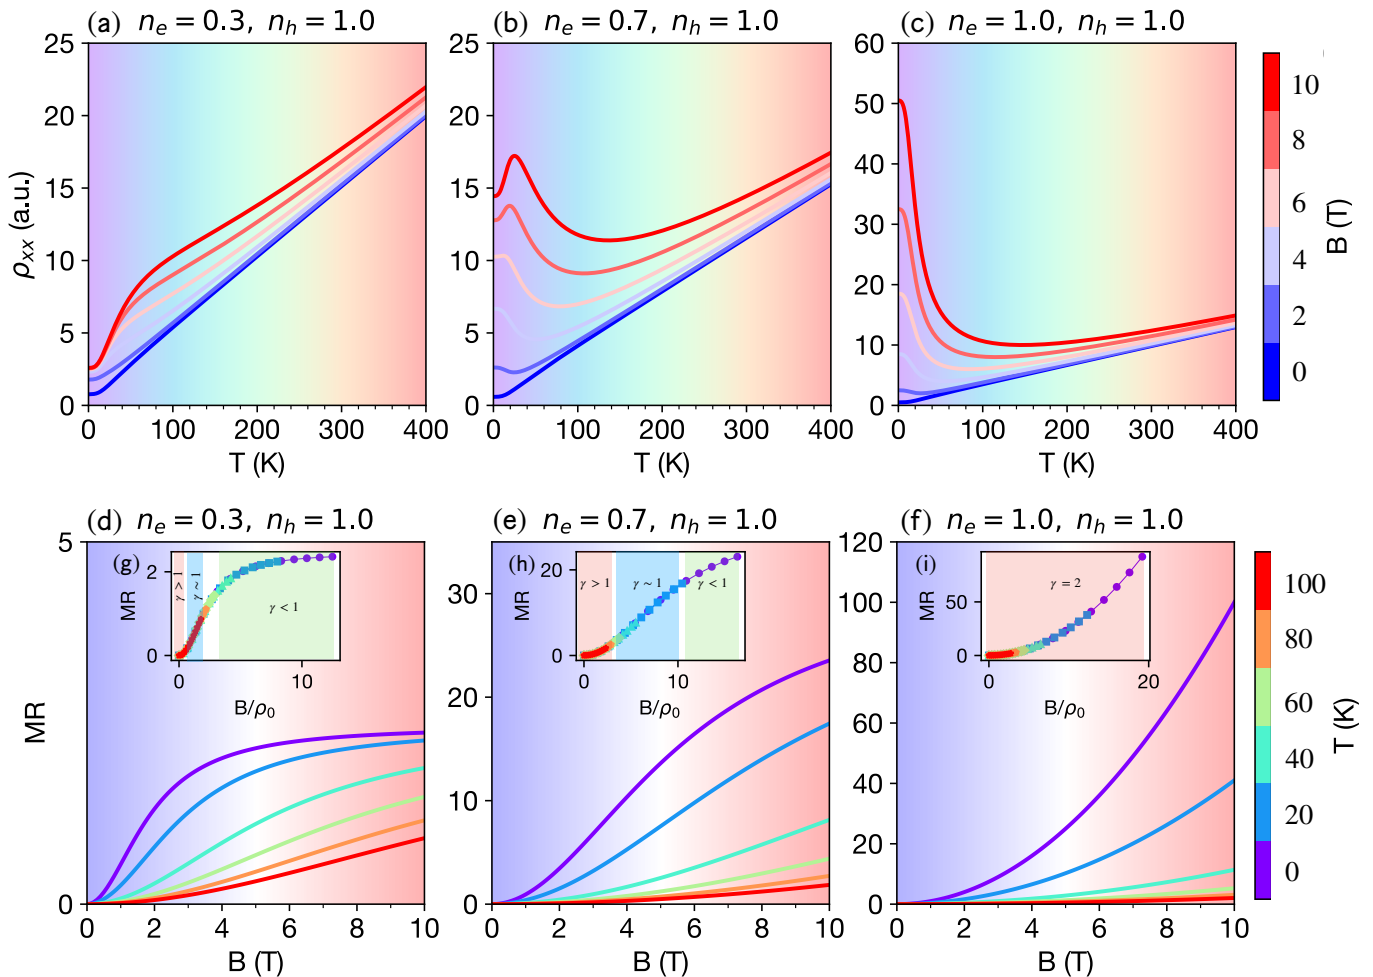 (a) n_e = 0.3, n_h = 1.0
(b) n_e = 0.7, n_h = 1.0
(c) n_e = 1.0, n_h = 1.0
25
20
15
10
5
0
ρ_xx (a.u.)
0 100 200 300 400
T (K)
25
20
15
10
5
0
0 100 200 300 400
T (K)
60
50
40
30
20
10
0
0 100 200 300 400
T (K)
10
8
6
4
2
0
B (T)
(d) n_e = 0.3, n_h = 1.0
(e) n_e = 0.7, n_h = 1.0
(f) n_e = 1.0, n_h = 1.0
5
0
MR
0 2 4 6 8 10
B (T)
(g)
2
0
MR
γ > 1
γ ~ 1
γ < 1
0 10
B/ρ_0
30
20
10
0
0 2 4 6 8 10
B (T)
(h)
20
0
MR
γ > 1
γ ~ 1
γ < 1
0 10
B/ρ_0
120
100
80
60
40
20
0
0 2 4 6 8 10
B (T)
(i)
50
0
MR
γ = 2
0 20
B/ρ_0
100
80
60
40
20
0
T (K)